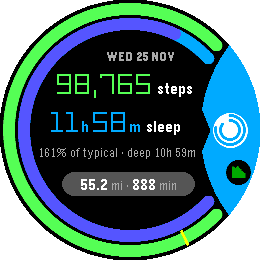 WED 25 NOV
98,765 steps
11h58m sleep
161% of typical · deep 10h 59m
55.2 mi · 888 min